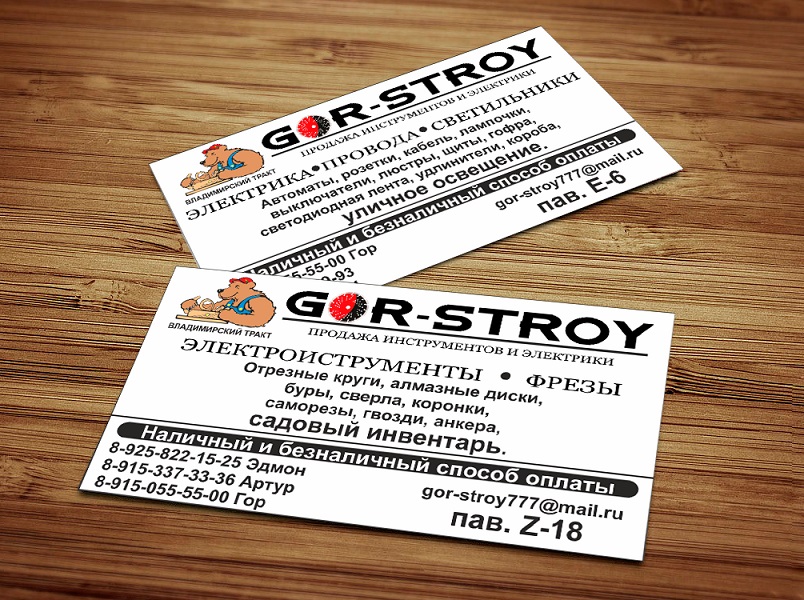 GOR-STROY
ПРОДАЖА ИНСТРУМЕНТОВ И ЭЛЕКТРИКИ
ВЛАДИМИРСКИЙ ТРАКТ
ЭЛЕКТРИКА•ПРОВОДА•СВЕТИЛЬНИКИ
Автоматы, розетки, кабель, лампочки,
выключатели, люстры, щиты, гофра,
светодиодная лента, удлинители, короба,
уличное освещение.
Наличный и безналичный способ оплаты
5-55-00 Гор
gor-stroy777@mail.ru
пав. E-6
GOR-STROY
ПРОДАЖА ИНСТРУМЕНТОВ И ЭЛЕКТРИКИ
ВЛАДИМИРСКИЙ ТРАКТ
ЭЛЕКТРОИСТРУМЕНТЫ • ФРЕЗЫ
Отрезные круги, алмазные диски,
буры, сверла, коронки,
саморезы, гвозди, анкера,
садовый инвентарь.
Наличный и безналичный способ оплаты
8-925-822-15-25 Эдмон
8-915-337-33-36 Артур
8-915-055-55-00 Гор
gor-stroy777@mail.ru
пав. Z-18